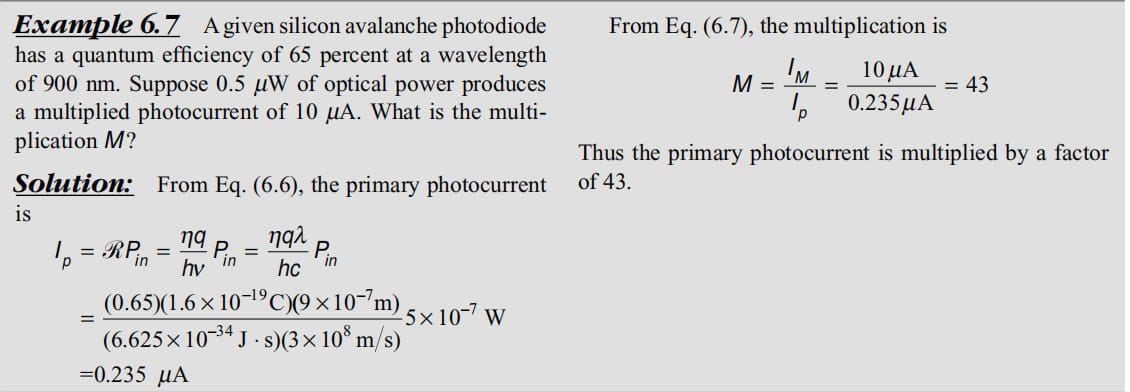 Example 6.7 A given silicon avalanche photodiode
has a quantum efficiency of 65 percent at a wavelength
of 900 nm. Suppose 0.5 μW of optical power produces
a multiplied photocurrent of 10 μA. What is the multi-
plication M?
Solution: From Eq. (6.6), the primary photocurrent
is
I_p = ℛP_in = ηq/hν P_in = ηqλ/hc P_in
= (0.65)(1.6 × 10⁻¹⁹C)(9 × 10⁻⁷m)/(6.625 × 10⁻³⁴ J · s)(3 × 10⁸ m/s) 5 × 10⁻⁷ W
=0.235 μA
From Eq. (6.7), the multiplication is
M = I_M/I_p = 10 μA/0.235 μA = 43
Thus the primary photocurrent is multiplied by a factor
of 43.